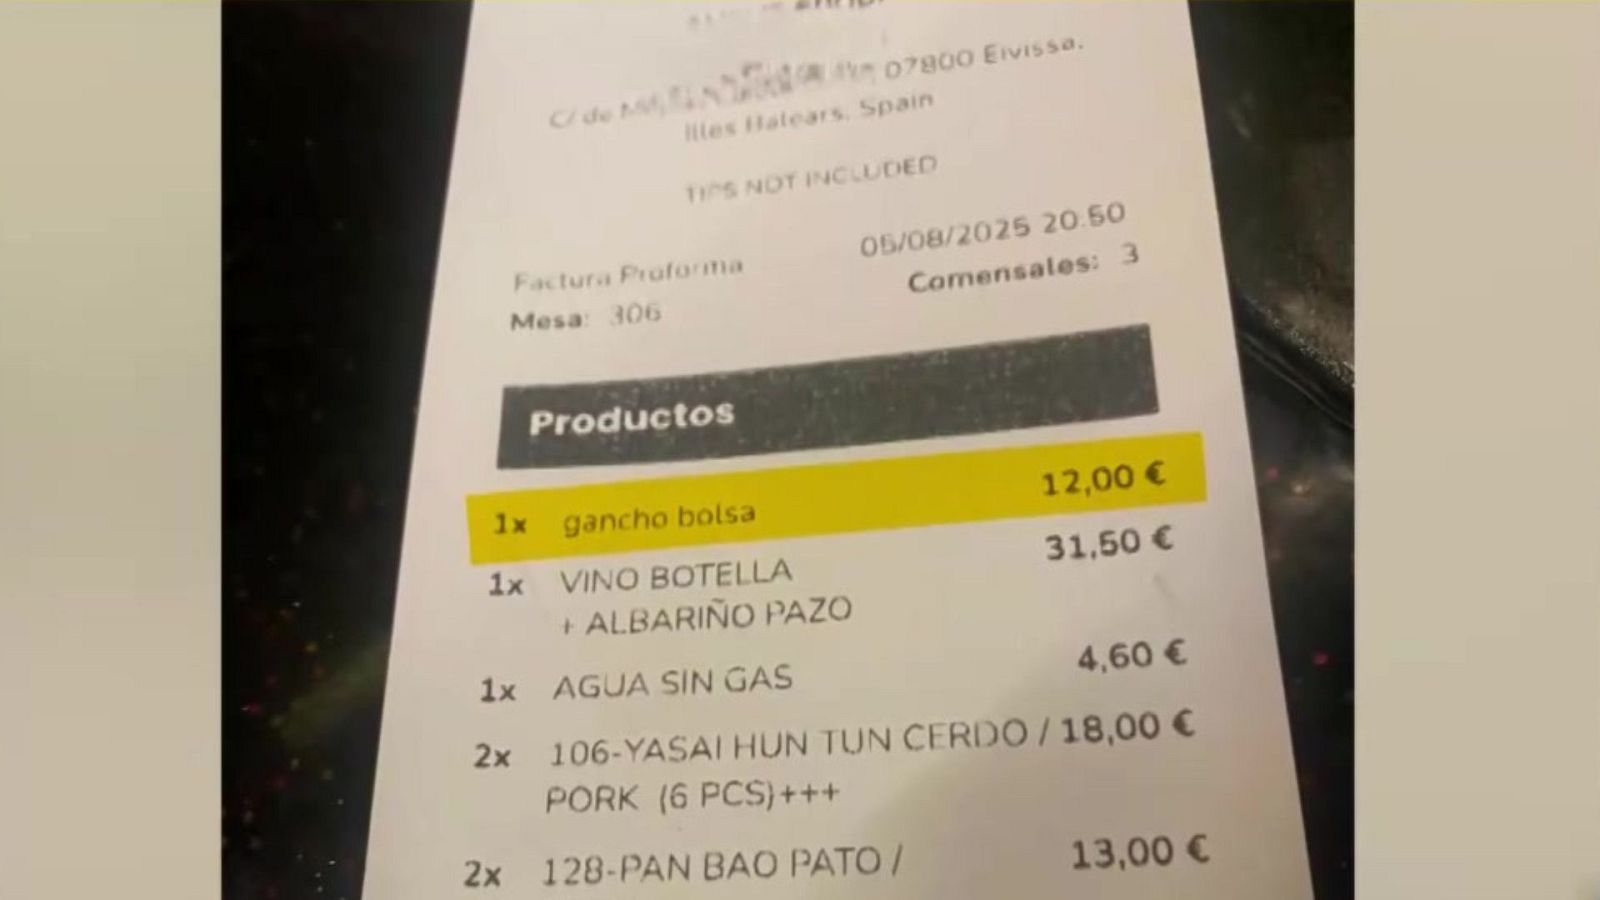 C/ de 07800 Eivissa.
Illes Balears, Spain
TIPS NOT INCLUDED
05/08/2025 20:50
Factura Proforma
Comensales: 3
Mesa: 306
Productos
1x gancho bolsa 12,00 €
1x VINO BOTELLA 31,50 €
+ ALBARIÑO PAZO
1x AGUA SIN GAS 4,60 €
2x 106-YASAI HUN TUN CERDO / 18,00 €
PORK (6 PCS)+++
2x 128-PAN BAO PATO / 13,00 €